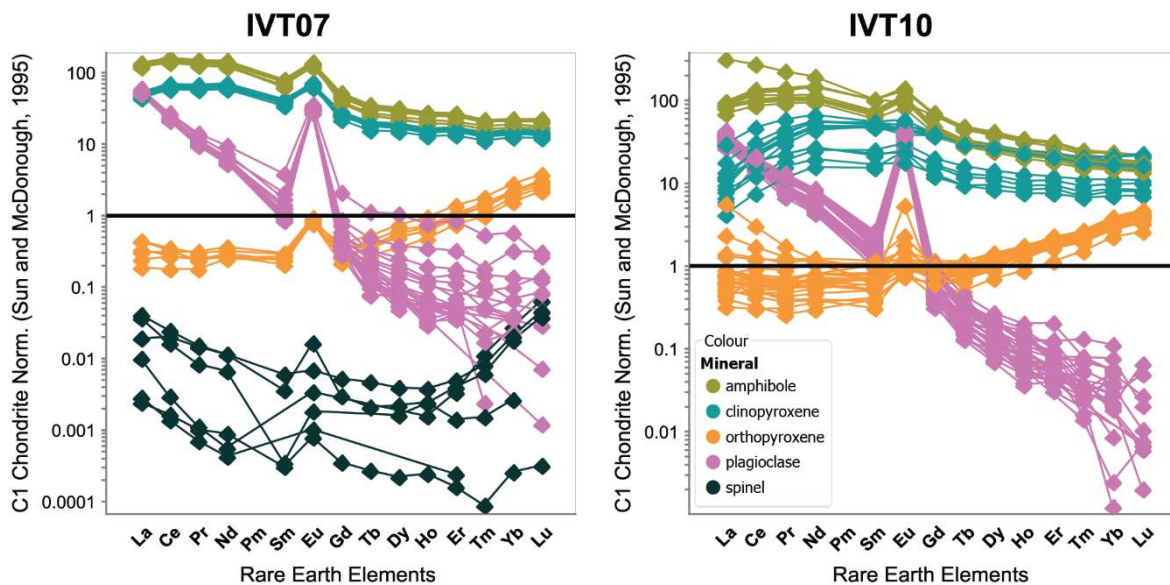 IVT07
C1 Chondrite Norm. (Sun and McDonough, 1995)
100
10
1
0.1
0.01
0.001
0.0001
La Ce Pr Nd Pm Sm Eu Gd Tb Dy Ho Er Tm Yb Lu
Rare Earth Elements
IVT10
C1 Chondrite Norm. (Sun and McDonough, 1995)
100
10
1
0.1
0.01
Colour
Mineral
amphibole
clinopyroxene
orthopyroxene
plagioclase
spinel
La Ce Pr Nd Pm Sm Eu Gd Tb Dy Ho Er Tm Yb Lu
Rare Earth Elements